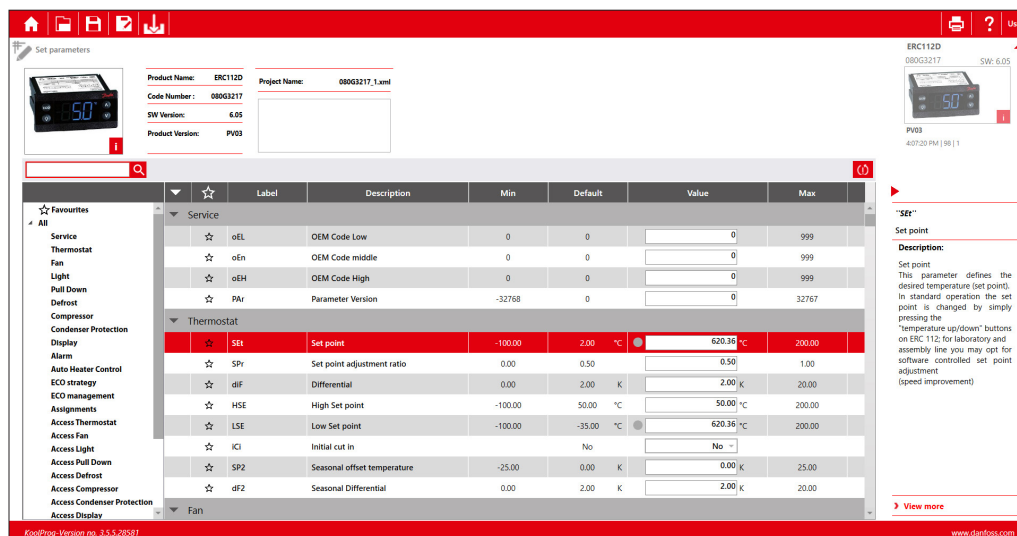 Us
Set parameters
Product Name: ERC112D
Code Number : 080G3217
SW Version: 6.05
Product Version: PV03
Project Name: 080G3217_1.xml
5.0
i
ERC112D
080G3217 SW: 6.05
i
PV03
4:07:20 PM | 98 | 1
Label Description Min Default Value Max
Favourites
All
Service
Thermostat
Fan
Light
Pull Down
Defrost
Compressor
Condenser Protection
Display
Alarm
Auto Heater Control
ECO strategy
ECO management
Assignments
Access Thermostat
Access Fan
Access Light
Access Pull Down
Access Defrost
Access Compressor
Access Condenser Protection
Access Display
Service
oEL OEM Code Low 0 0 0 999
oEn OEM Code middle 0 0 0 999
oEH OEM Code High 0 0 0 999
PAr Parameter Version -32768 0 0 32767
Thermostat
SEt Set point -100.00 2.00 °C 620.36 °C 200.00
SPr Set point adjustment ratio 0.00 0.50 0.50 1.00
diF Differential 0.00 2.00 K 2.00 K 20.00
HSE High Set point -100.00 50.00 °C 50.00 °C 200.00
LSE Low Set point -100.00 -35.00 °C 620.36 °C 200.00
iCi Initial cut in No No
SP2 Seasonal offset temperature -25.00 0.00 K 0.00 K 25.00
dF2 Seasonal Differential 0.00 2.00 K 2.00 K 20.00
Fan
"SEt"
Set point
Description:
Set point
This parameter defines the
desired temperature (set point).
In standard operation the set
point is changed by simply
pressing the
"temperature up/down" buttons
on ERC 112; for laboratory and
assembly line you may opt for
software controlled set point
adjustment
(speed improvement)
View more
KoolProg-Version no. 3.5.5.28581
www.danfoss.com